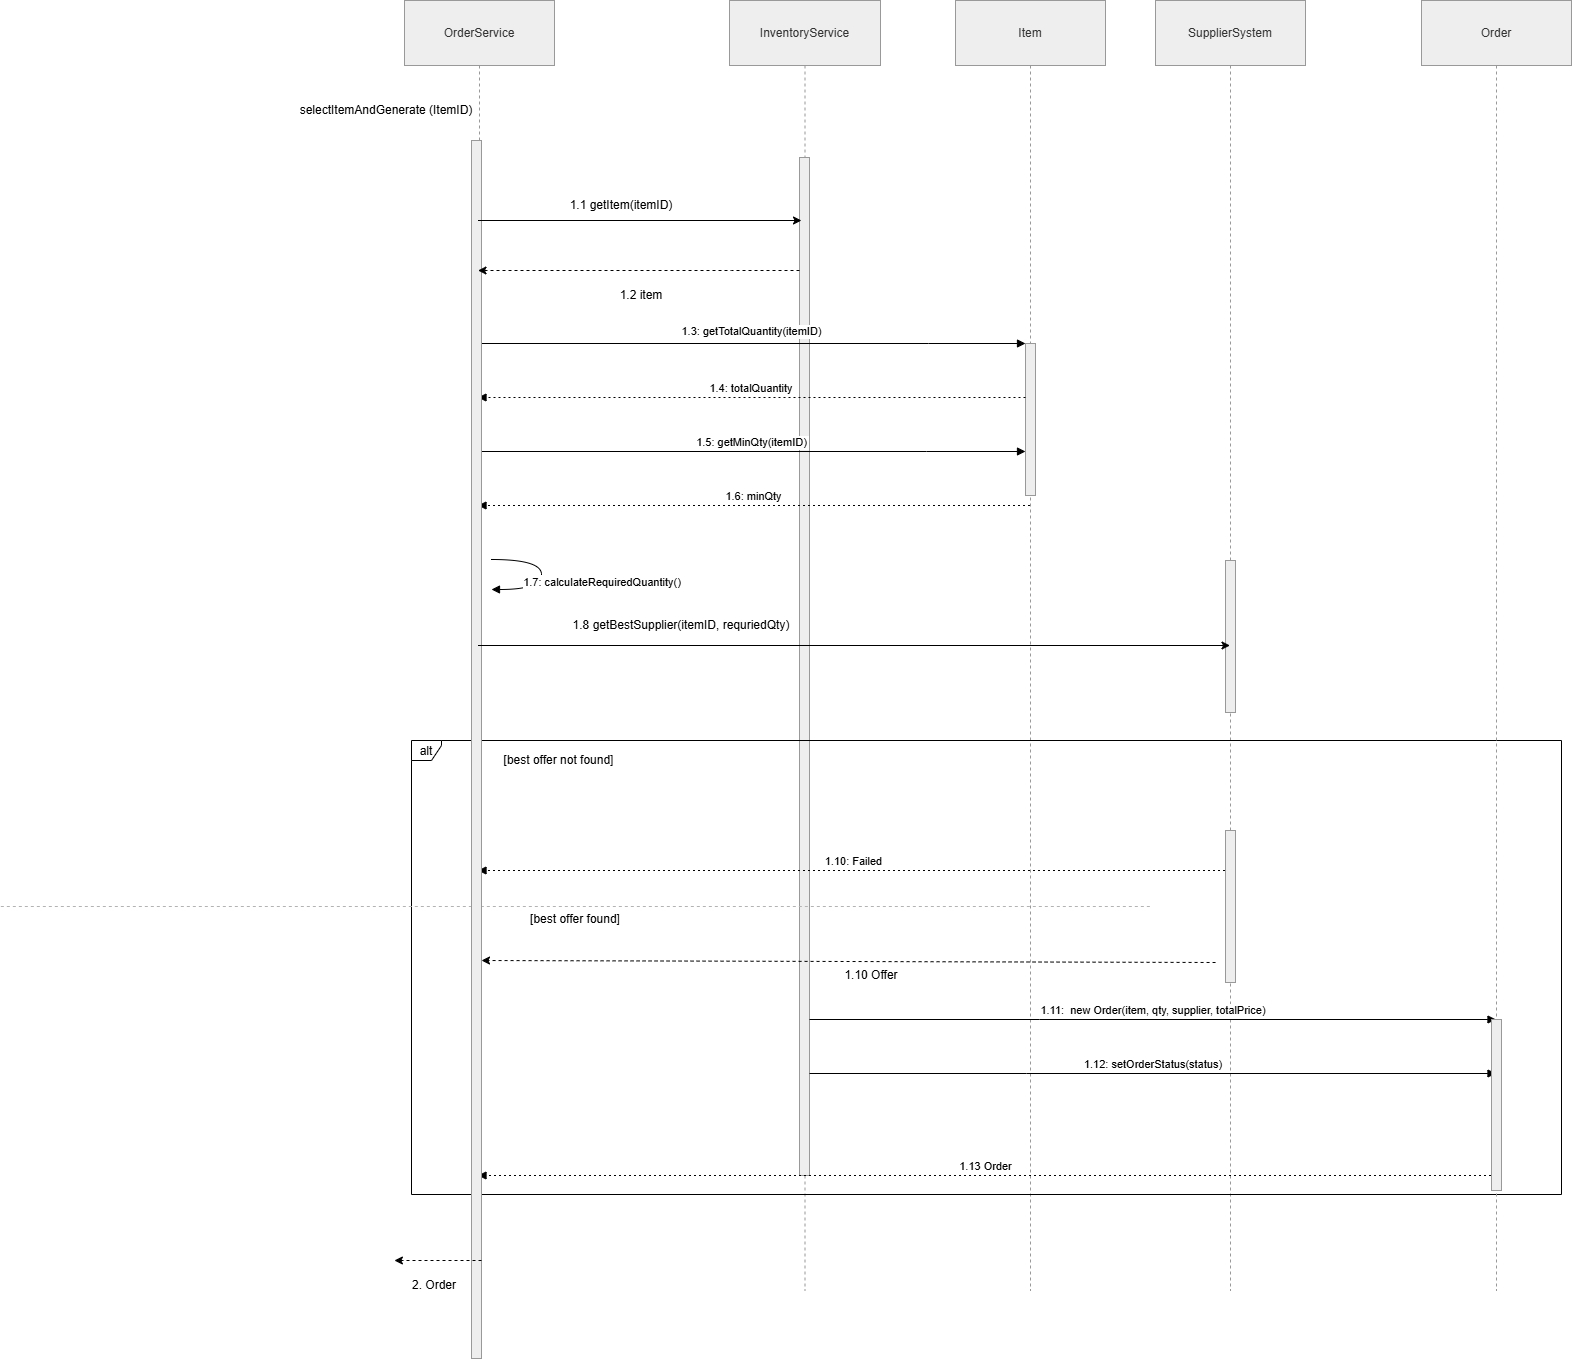 OrderService
InventoryService
Item
SupplierSystem
Order
selectItemAndGenerate (ItemID)
1.1 getItem(itemID)
1.2 item
1.3: getTotalQuantity(itemID)
1.4: totalQuantity
1.5: getMinQty(itemID)
1.6: minQty
1.7: calculateRequiredQuantity()
1.8 getBestSupplier(itemID, requriedQty)
alt
[best offer not found]
1.10: Failed
[best offer found]
1.10 Offer
1.11:  new Order(item, qty, supplier, totalPrice)
1.12: setOrderStatus(status)
1.13 Order
2. Order